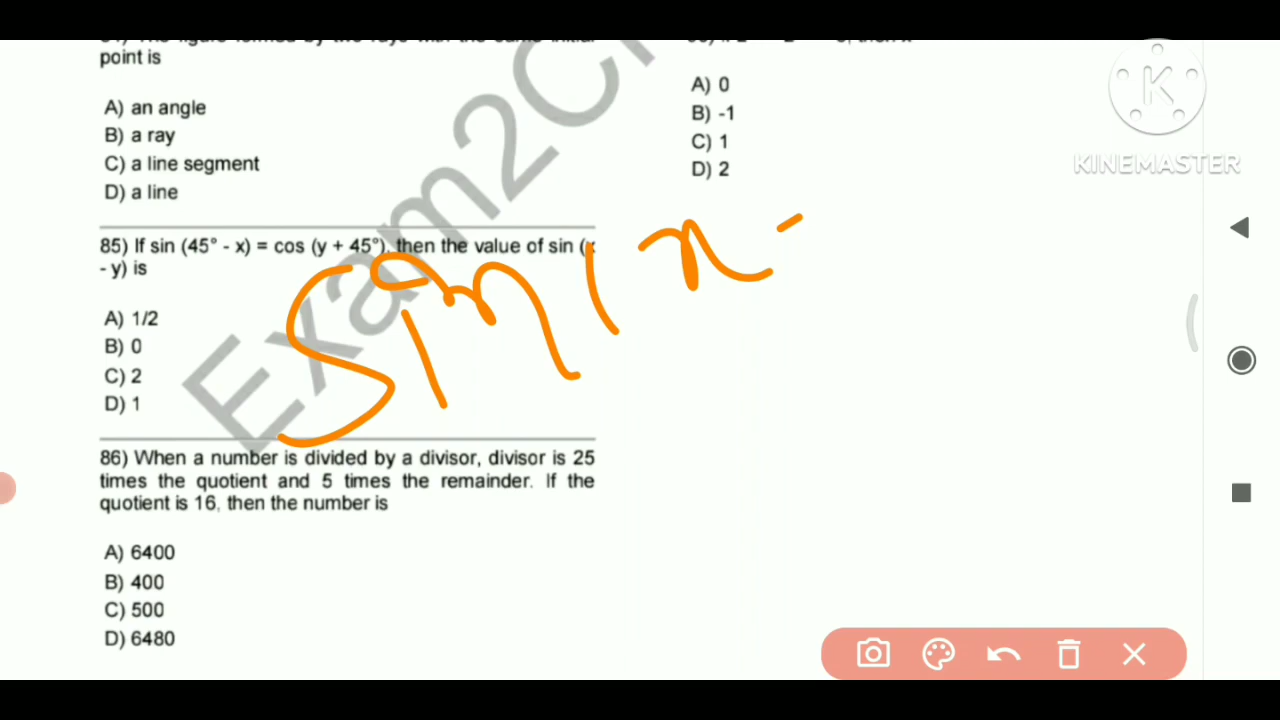 point is
A) an angle
B) a ray
C) a line segment
D) a line
85) If sin (45° - x) = cos (y + 45°), then the value of sin (x
- y) is
A) 1/2
B) 0
C) 2
D) 1
86) When a number is divided by a divisor, divisor is 25
times the quotient and 5 times the remainder. If the
quotient is 16, then the number is
A) 6400
B) 400
C) 500
D) 6480
A) 0
B) -1
C) 1
D) 2
sin(x -
K
KINEMASTER